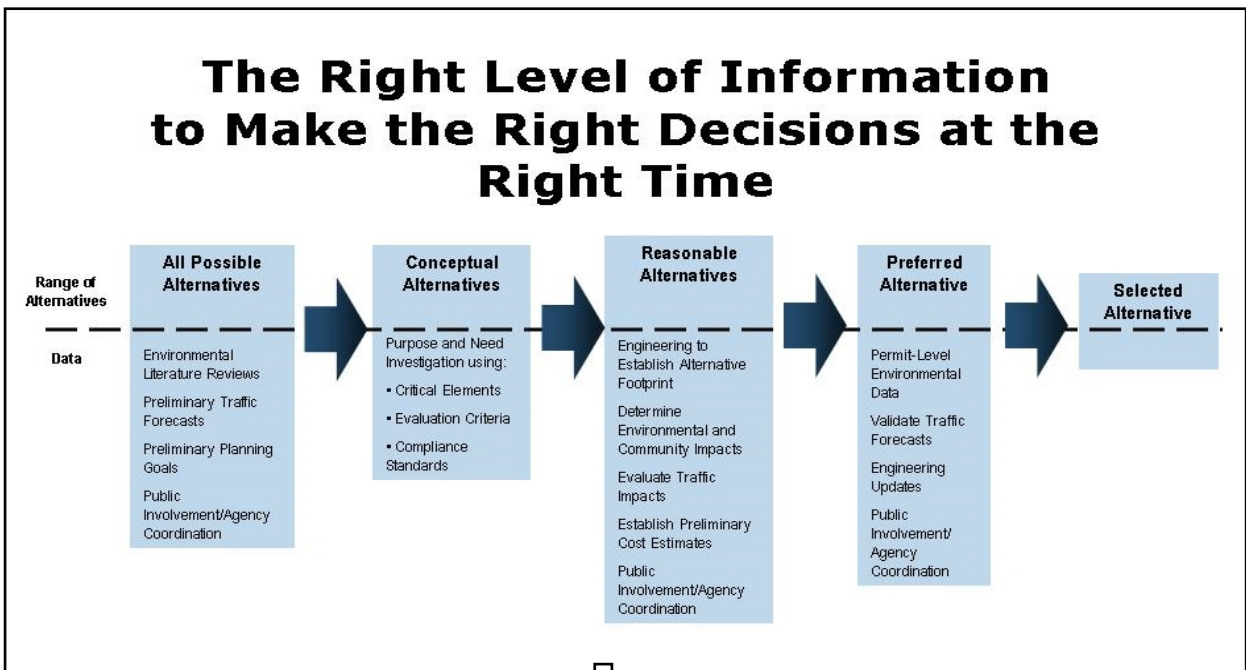 The Right Level of Information
to Make the Right Decisions at the
Right Time
Range of
Alternatives
Data
All Possible
Alternatives
Environmental
Literature Reviews
Preliminary Traffic
Forecasts
Preliminary Planning
Goals
Public
Involvement/Agency
Coordination
Conceptual
Alternatives
Purpose and Need
Investigation using:
▪ Critical Elements
▪ Evaluation Criteria
▪ Compliance
Standards
Reasonable
Alternatives
Engineering to
Establish Alternative
Footprint
Determine
Environmental and
Community Impacts
Evaluate Traffic
Impacts
Establish Preliminary
Cost Estimates
Public
Involvement/Agency
Coordination
Preferred
Alternative
Permit-Level
Environmental
Data
Validate Traffic
Forecasts
Engineering
Updates
Public
Involvement/
Agency
Coordination
Selected
Alternative